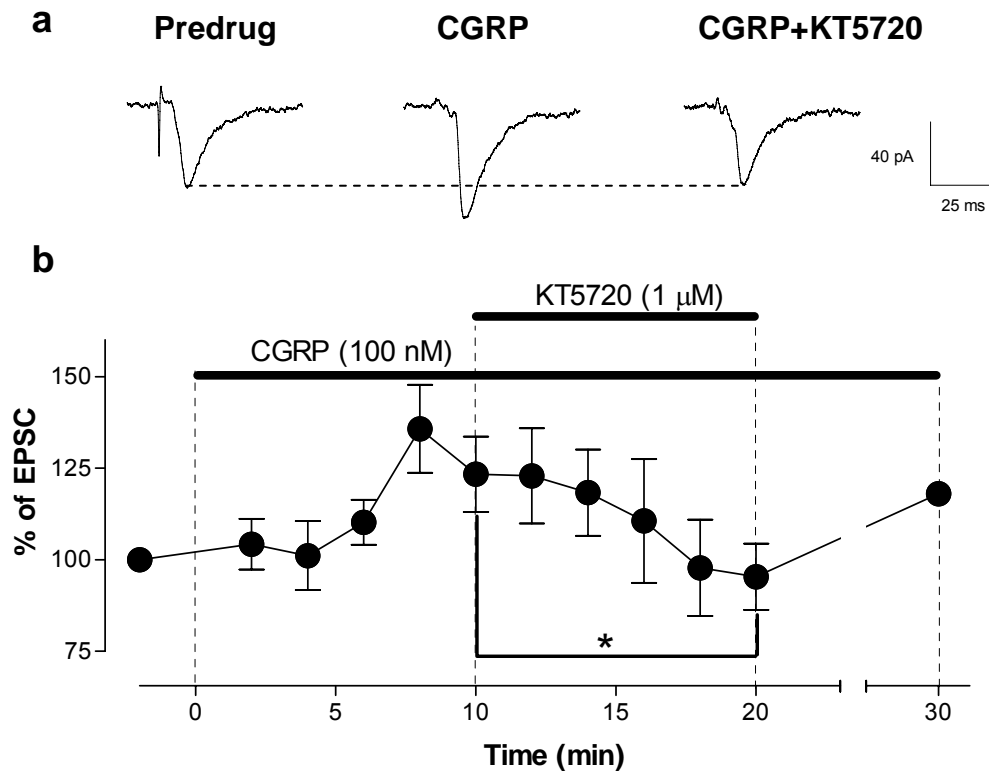 a
Predrug CGRP CGRP+KT5720
40 pA
25 ms
b
KT5720 (1 μM)
CGRP (100 nM)
150
125
100
75
% of EPSC
*
0 5 10 15 20 30
Time (min)